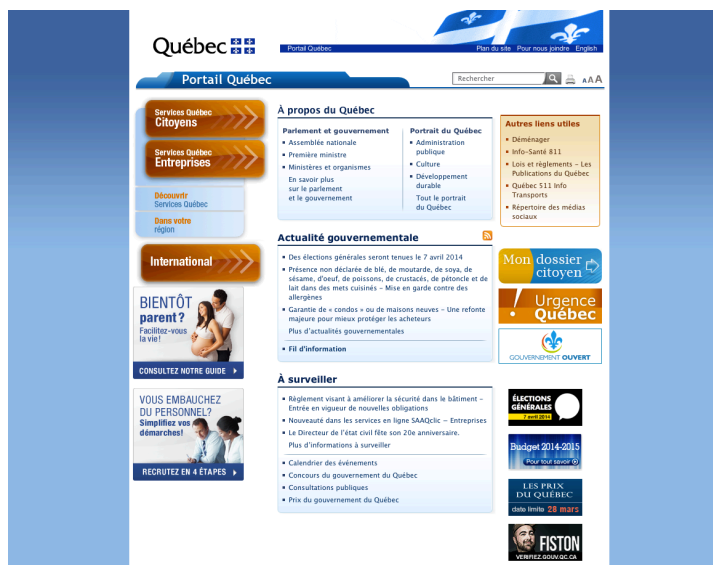 Québec
Portail Québec
Plan du site
Pour nous joindre
English
Portail Québec
Rechercher
A A A
Services Québec
Citoyens
Services Québec
Entreprises
Découvrir
Services Québec
Dans votre
région
International
BIENTÔT
parent?
Facilitez-vous
la vie!
CONSULTEZ NOTRE GUIDE
VOUS EMBAUCHEZ
DU PERSONNEL?
Simplifiez vos
démarches!
RECRUTEZ EN 4 ÉTAPES
À propos du Québec
Parlement et gouvernement
Assemblée nationale
Première ministre
Ministères et organismes
En savoir plus
sur le parlement
et le gouvernement
Portrait du Québec
Administration
publique
Culture
Développement
durable
Tout le portrait
du Québec
Actualité gouvernementale
Des élections générales seront tenues le 7 avril 2014
Présence non déclarée de blé, de moutarde, de soya, de
sésame, d'oeuf, de poissons, de crustacés, de pétoncle et de
lait dans des mets cuisinés – Mise en garde contre des
allergènes
Garantie de « condos » ou de maisons neuves – Une refonte
majeure pour mieux protéger les acheteurs
Plus d'actualités gouvernementales
Fil d'information
À surveiller
Règlement visant à améliorer la sécurité dans le bâtiment –
Entrée en vigueur de nouvelles obligations
Nouveauté dans les services en ligne SAAQclic – Entreprises
Le Directeur de l'état civil fête son 20e anniversaire.
Plus d'informations à surveiller
Calendrier des événements
Concours du gouvernement du Québec
Consultations publiques
Prix du gouvernement du Québec
Autres liens utiles
Déménager
Info-Santé 811
Lois et règlements – Les
Publications du Québec
Québec 511 Info
Transports
Répertoire des médias
sociaux
Mon dossier
citoyen
Urgence
Québec
GOUVERNEMENT OUVERT
ÉLECTIONS
GÉNÉRALES
7 avril 2014
Budget 2014-2015
Pour tout savoir
LES PRIX
DU QUÉBEC
date limite 28 mars
FISTON
VERIFIEZ.GOUV.QC.CA